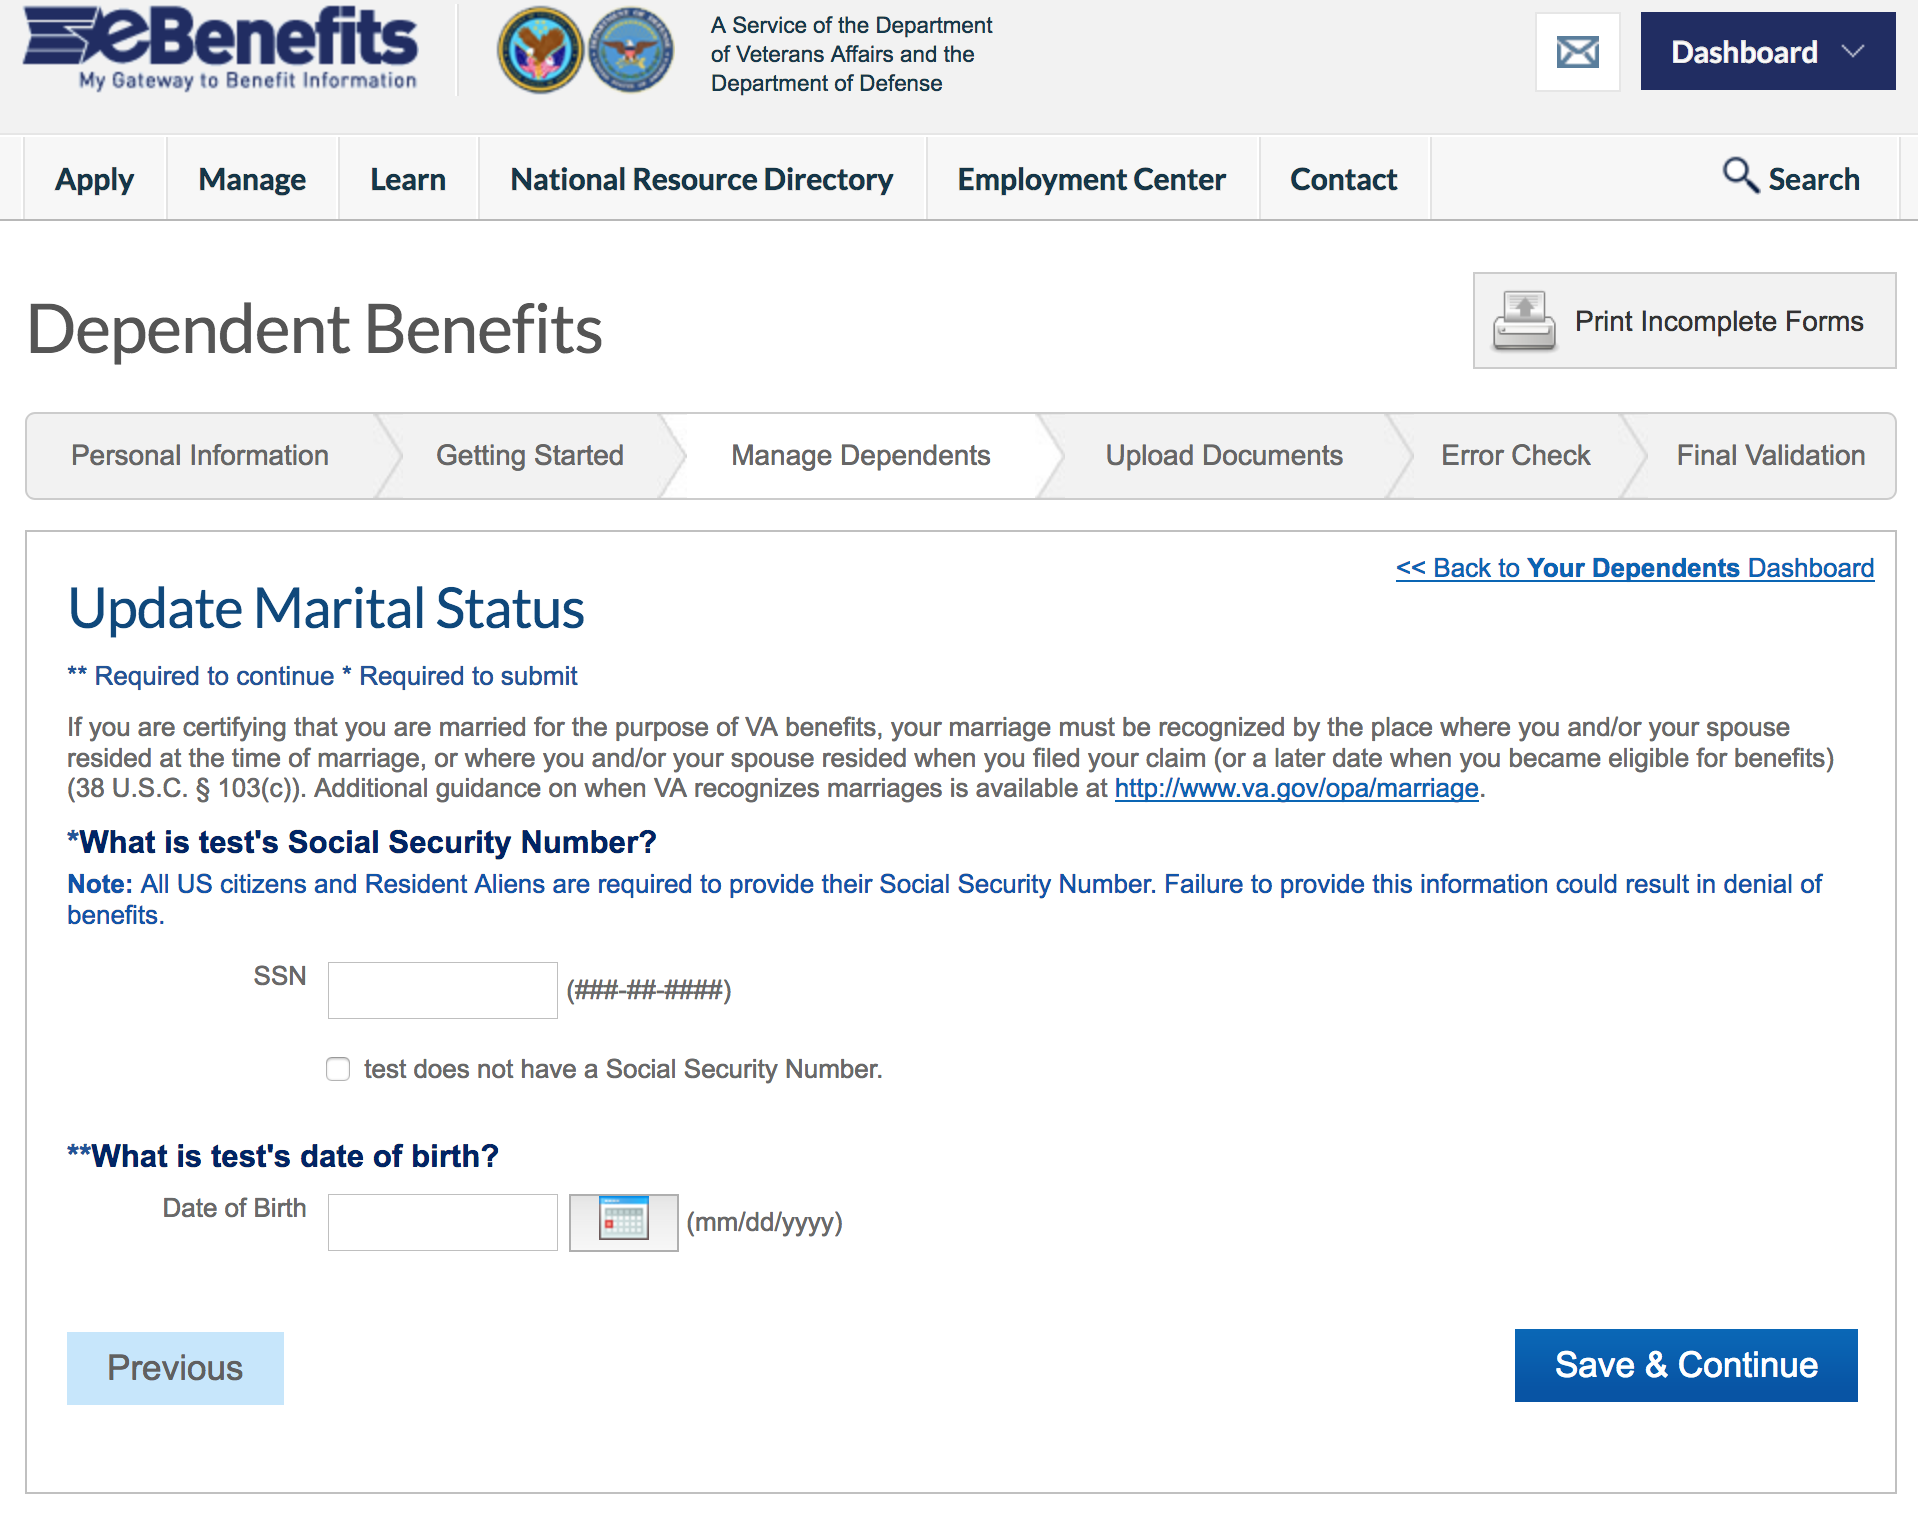 eBenefits
My Gateway to Benefit Information
A Service of the Department
of Veterans Affairs and the
Department of Defense
Dashboard
Apply
Manage
Learn
National Resource Directory
Employment Center
Contact
Search
Dependent Benefits
Print Incomplete Forms
Personal Information
Getting Started
Manage Dependents
Upload Documents
Error Check
Final Validation
<< Back to Your Dependents Dashboard
Update Marital Status
** Required to continue * Required to submit
If you are certifying that you are married for the purpose of VA benefits, your marriage must be recognized by the place where you and/or your spouse
resided at the time of marriage, or where you and/or your spouse resided when you filed your claim (or a later date when you became eligible for benefits)
(38 U.S.C. § 103(c)). Additional guidance on when VA recognizes marriages is available at http://www.va.gov/opa/marriage.
*What is test's Social Security Number?
Note: All US citizens and Resident Aliens are required to provide their Social Security Number. Failure to provide this information could result in denial of
benefits.
SSN
(###-##-####)
test does not have a Social Security Number.
**What is test's date of birth?
Date of Birth
(mm/dd/yyyy)
Previous
Save & Continue